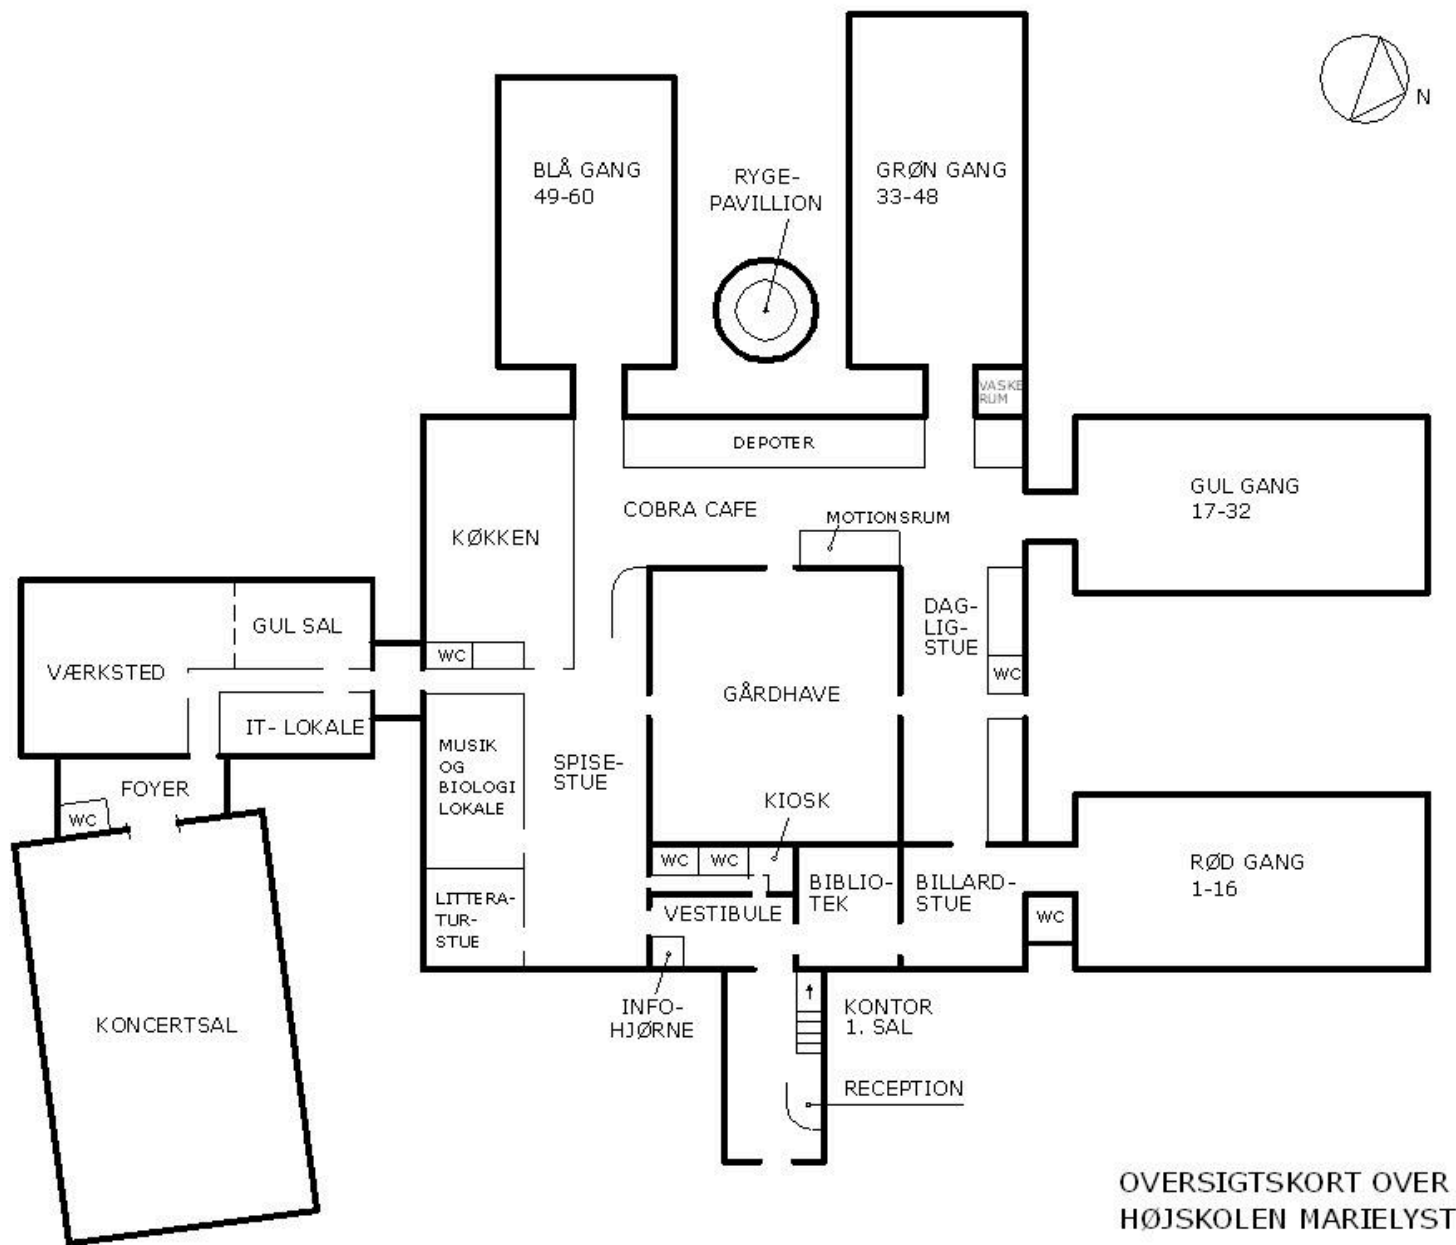 N
BLÅ GANG
49-60
RYGE-
PAVILLION
GRØN GANG
33-48
VASKE
RUM
DEPOTER
GUL GANG
17-32
COBRA CAFE
MOTIONSRUM
KØKKEN
DAG-
LIG-
STUE
GUL SAL
WC
VÆRKSTED
WC
GÅRDHAVE
IT- LOKALE
MUSIK
OG
BIOLOGI
LOKALE
SPISE-
STUE
FOYER
WC
KIOSK
WC
WC
BIBLIO-
TEK
BILLARD-
STUE
RØD GANG
1-16
WC
LITTERA-
TUR-
STUE
VESTIBULE
INFO-
HJØRNE
KONTOR
1. SAL
KONCERTSAL
RECEPTION
OVERSIGTSKORT OVER
HØJSKOLEN MARIELYST